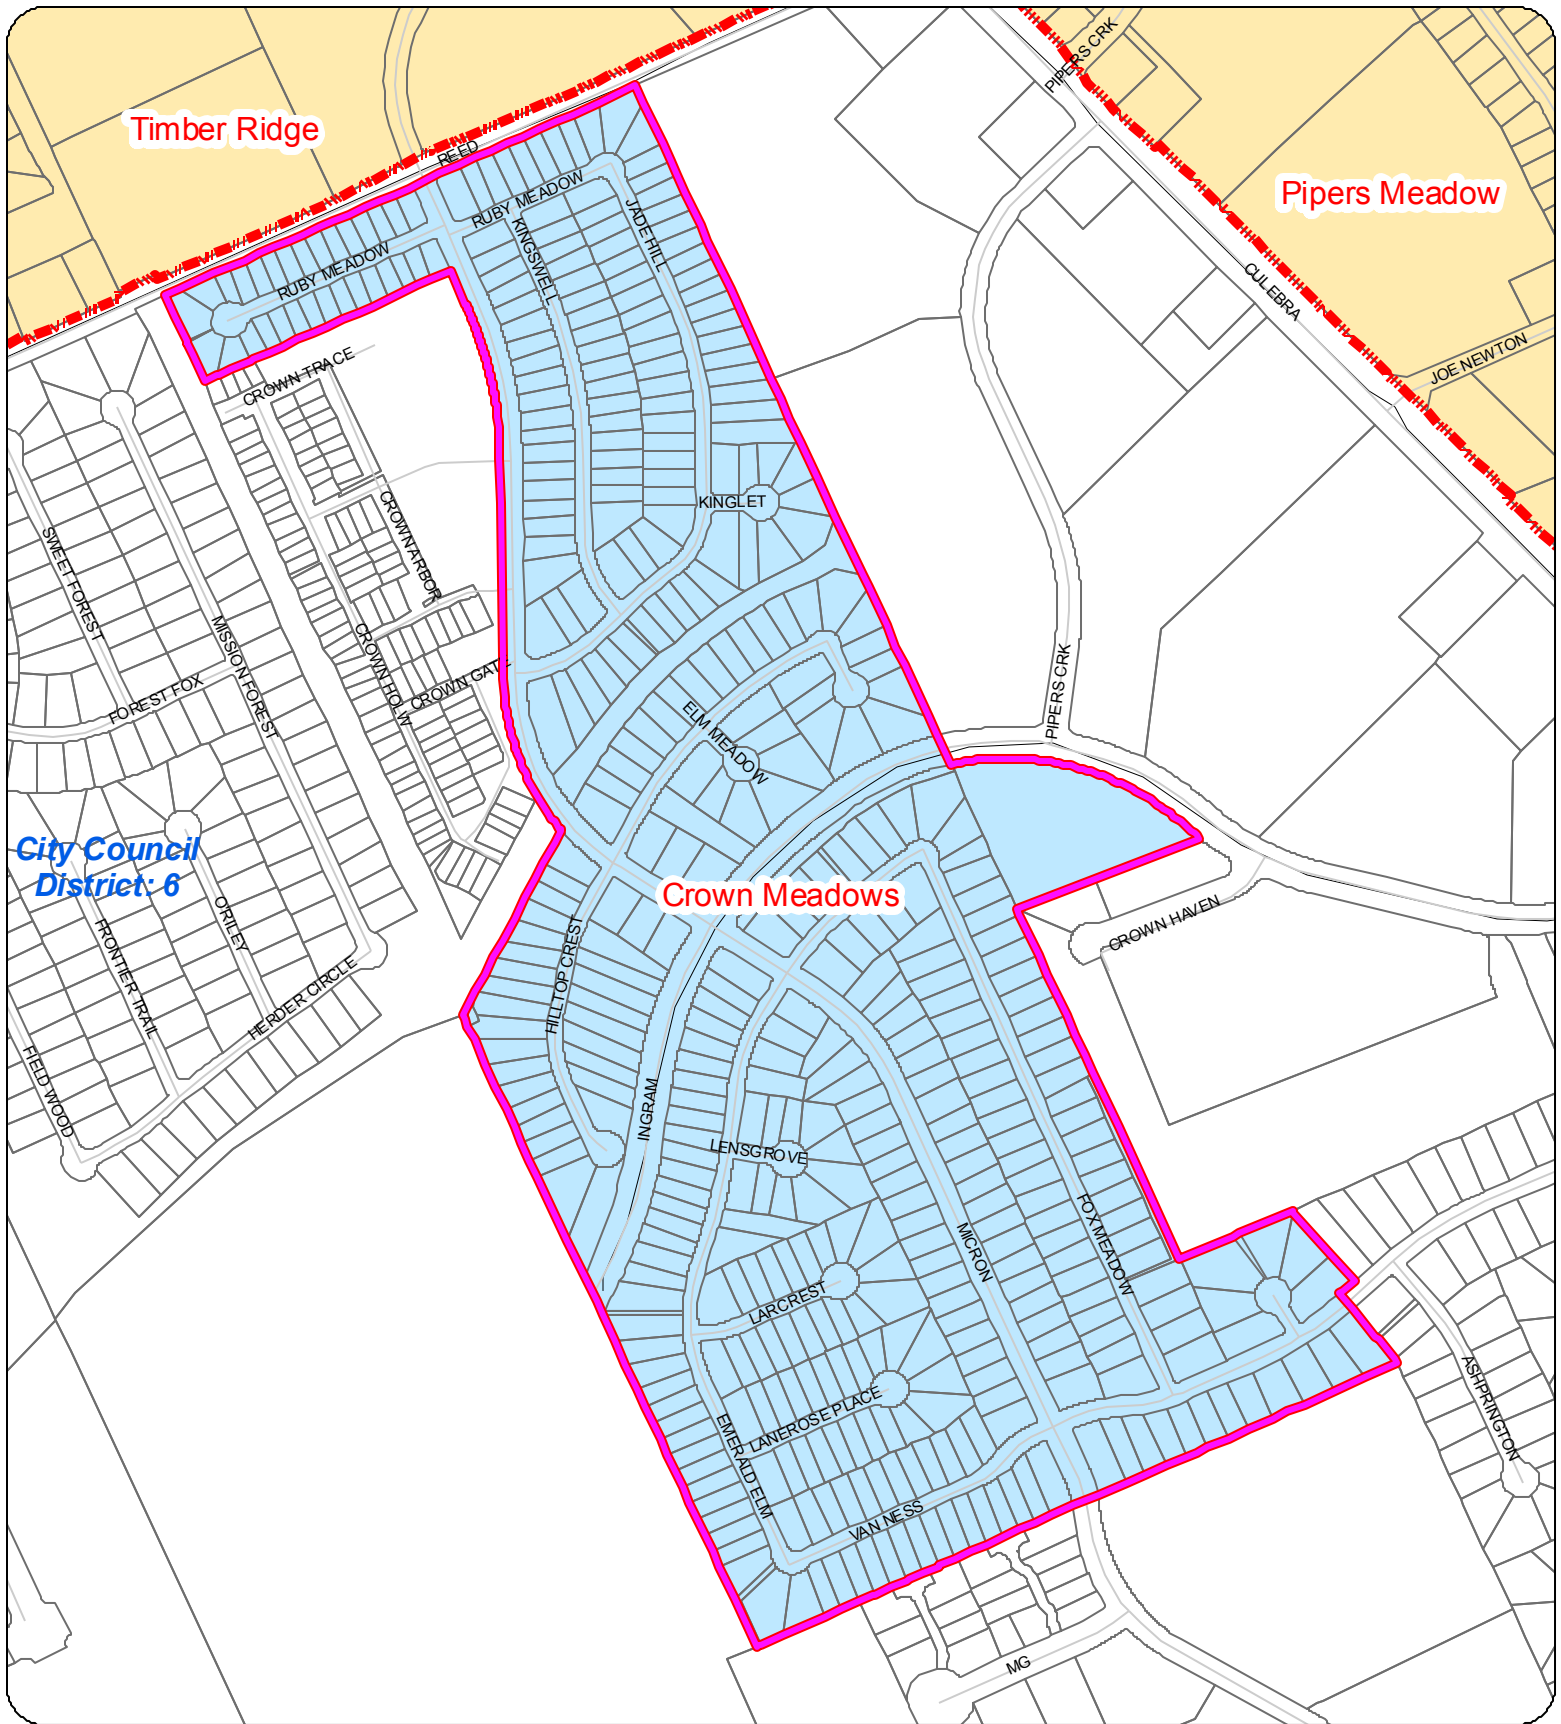 PIPERS CRK
Timber Ridge
REED
Pipers Meadow
RUBY MEADOW
RUBY MEADOW
KINGSWELL
JADE HILL
CULEBRA
JOE NEWTON
CROWN TRACE
KINGLET
CROWN ARBOR
SWEET FOREST
MISSION FOREST
CROWN HOLW
CROWN GATE
FOREST FOX
PIPERS CRK
ELM MEADOW
City Council
District: 6
Crown Meadows
O'RILEY
FRONTIER TRAIL
HILLTOP CREST
CROWN HAVEN
HERDER CIRCLE
FIELD WOOD
INGRAM
LENSGROVE
MICRON
FOX MEADOW
LARCREST
LANEROSE PLACE
EMERALD ELM
ASHPRINGTON
VAN NESS
MG